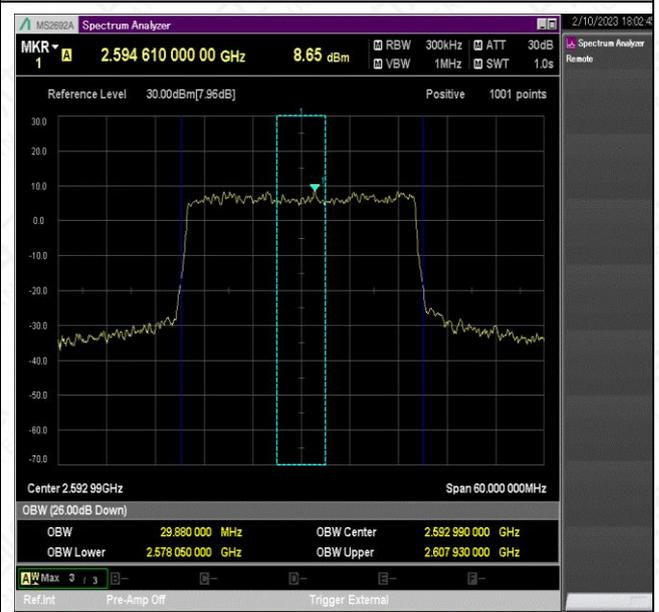 MS2692A Spectrum Analyzer 2/10/2023 18:02:4
MKR A 2.594 610 000 00 GHz 8.65 dBm M RBW 300kHz M ATT 30dB
1 M VBW 1MHz M SWT 1.0s
Spectrum Analyzer
Remote
Reference Level 30.00dBm[7.96dB] Positive 1001 points
1
30.0
20.0
10.0
1
0.0
-10.0
-20.0
-30.0
-40.0
-50.0
-60.0
-70.0
Center 2.592 99GHz Span 60.000 000MHz
OBW (26.00dB Down)
OBW 29.880 000 MHz OBW Center 2.592 990 000 GHz
OBW Lower 2.578 050 000 GHz OBW Upper 2.607 930 000 GHz
A W Max 3 / 3 B- C- D- E- F-
Ref.Int Pre-Amp Off Trigger External